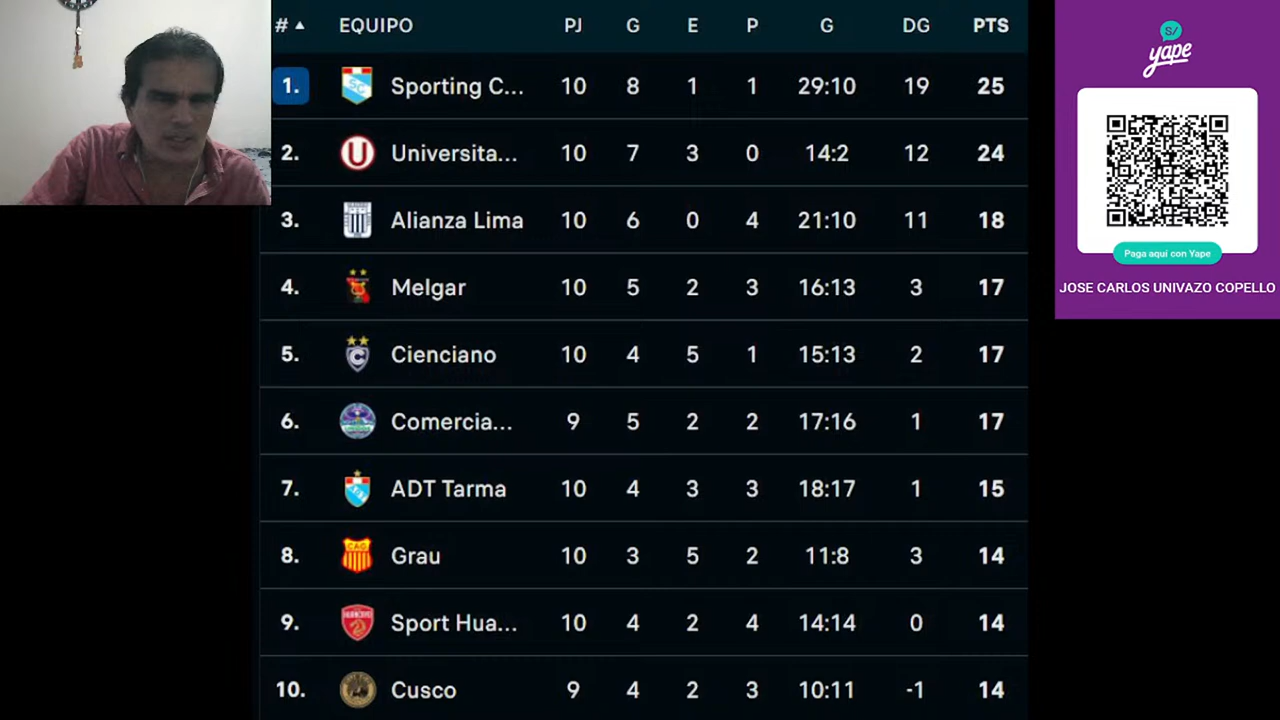 # ▲ EQUIPO PJ G E P G DG PTS
1. Sporting C... 10 8 1 1 29:10 19 25
2. Universita... 10 7 3 0 14:2 12 24
3. Alianza Lima 10 6 0 4 21:10 11 18
4. Melgar 10 5 2 3 16:13 3 17
5. Cienciano 10 4 5 1 15:13 2 17
6. Comercia... 9 5 2 2 17:16 1 17
7. ADT Tarma 10 4 3 3 18:17 1 15
8. Grau 10 3 5 2 11:8 3 14
9. Sport Hua... 10 4 2 4 14:14 0 14
10. Cusco 9 4 2 3 10:11 -1 14
S/
yape
Paga aquí con Yape
JOSE CARLOS UNIVAZO COPELLO